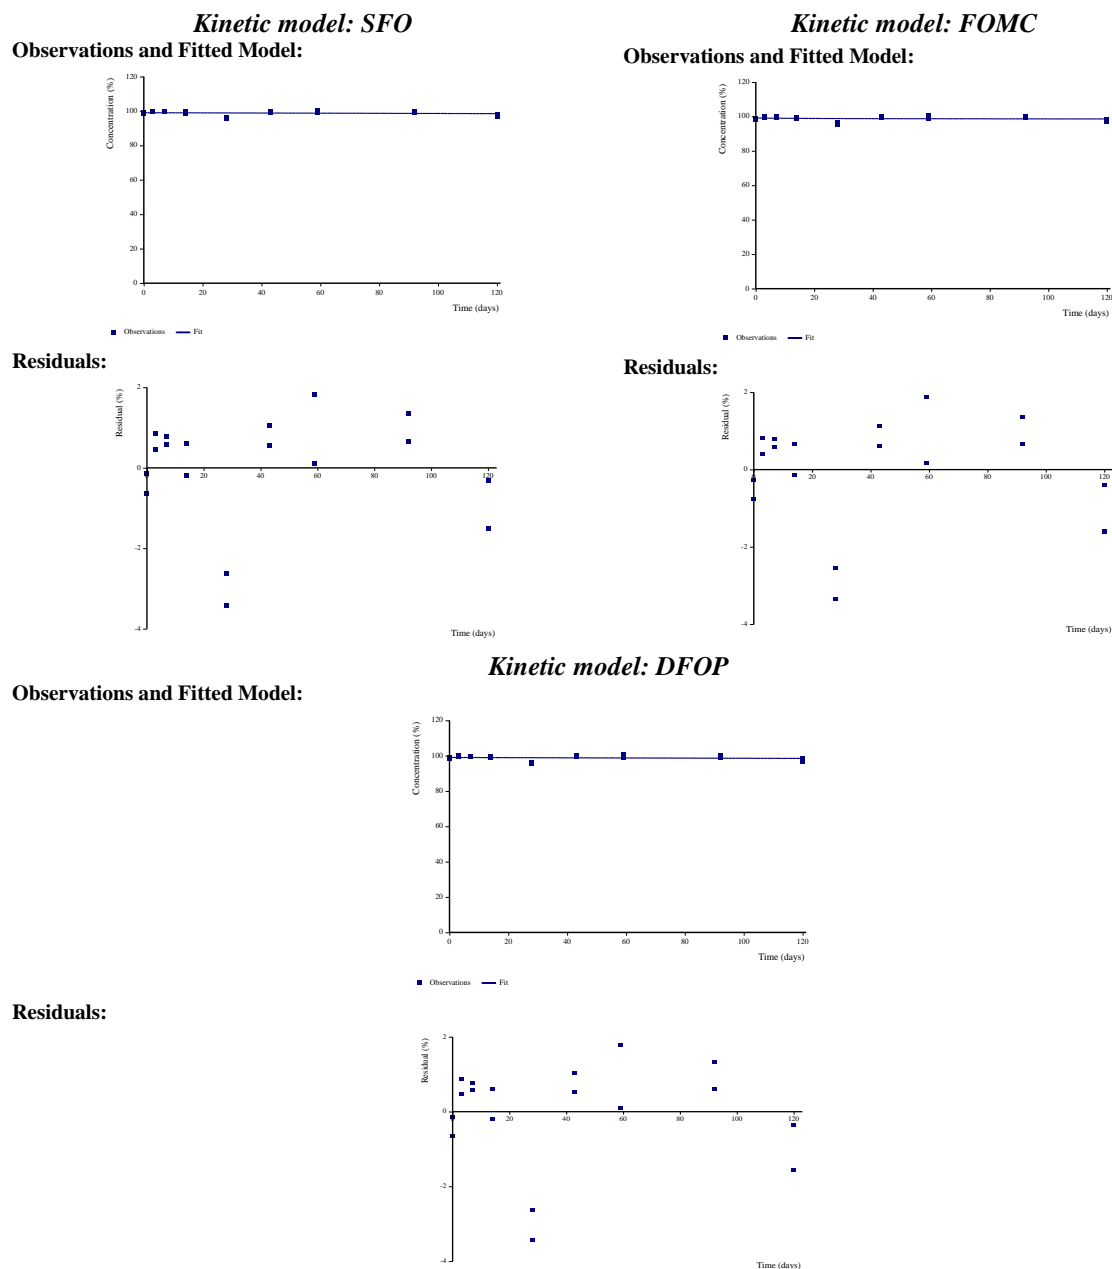 Kinetic model: SFO
Observations and Fitted Model:
Concentration (%)
120
100
80
60
40
20
0
0 20 40 60 80 100 120
Time (days)
Observations Fit
Residuals:
Residual (%)
2
0
-2
-4
20 40 60 80 100 120
Time (days)
Kinetic model: FOMC
Observations and Fitted Model:
Concentration (%)
120
100
80
60
40
20
0
0 20 40 60 80 100 120
Time (days)
Observations Fit
Residuals:
Residual (%)
2
0
-2
-4
20 40 60 80 100 120
Time (days)
Kinetic model: DFOP
Observations and Fitted Model:
Concentration (%)
120
100
80
60
40
20
0
0 20 40 60 80 100 120
Time (days)
Observations Fit
Residuals:
Residual (%)
2
0
-2
-4
20 40 60 80 100 120
Time (days)